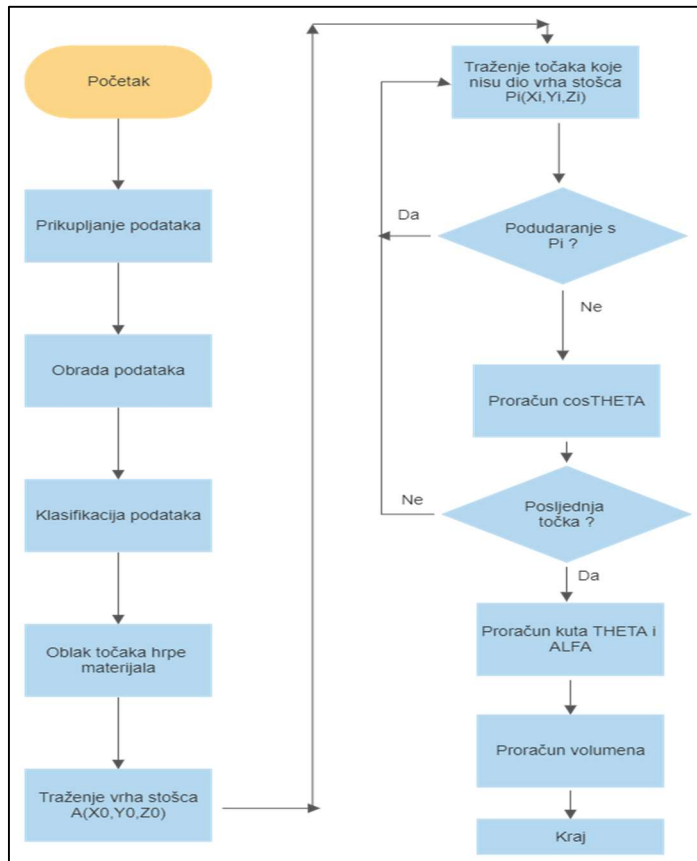 Početak
Prikupljanje podataka
Obrada podataka
Klasifikacija podataka
Oblak točaka hrpe
materijala
Traženje vrha stošca
A(X0,Y0,Z0)
Traženje točaka koje
nisu dio vrha stošca
Pi(Xi,Yi,Zi)
Da
Podudaranje s
Pi ?
Ne
Proračun cosTHETA
Ne
Posljednja
točka ?
Da
Proračun kuta THETA i
ALFA
Proračun volumena
Kraj